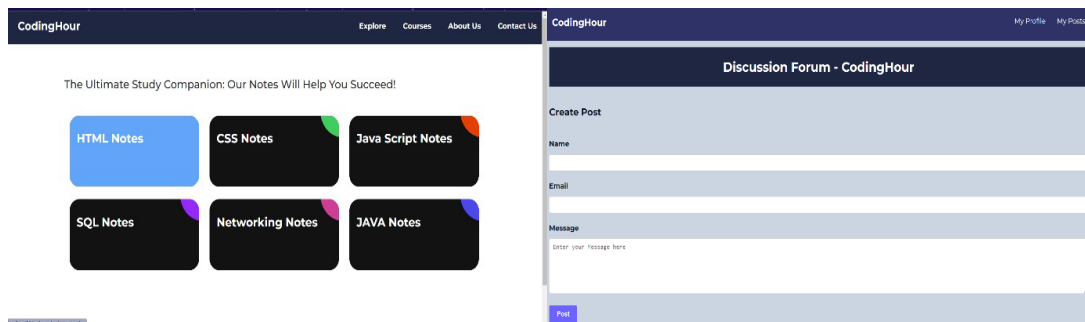 CodingHour
Explore Courses About Us Contact Us
The Ultimate Study Companion: Our Notes Will Help You Succeed!
HTML Notes
CSS Notes
Java Script Notes
SQL Notes
Networking Notes
JAVA Notes
CodingHour
My Profile My Posts
Discussion Forum - CodingHour
Create Post
Name
Email
Message
Enter your Message here
Post